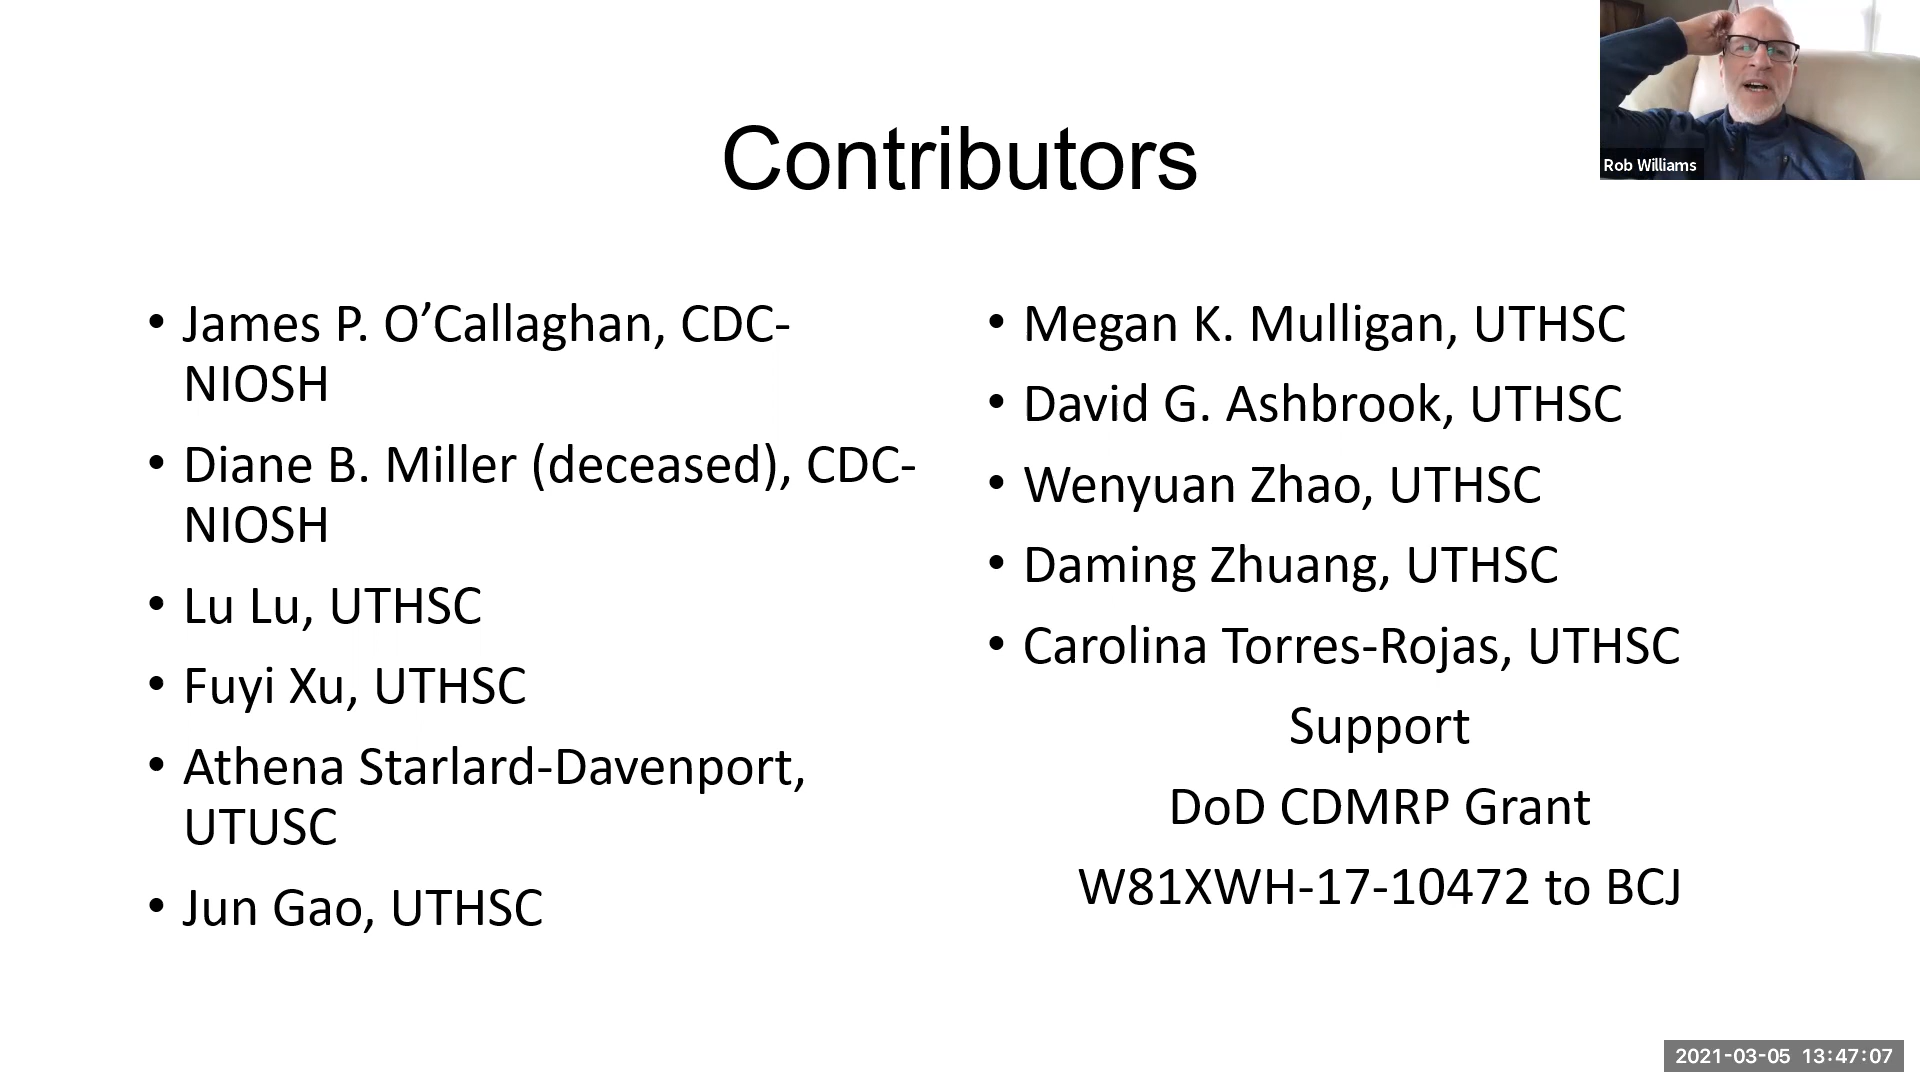 Contributors
• James P. O’Callaghan, CDC-
NIOSH
• Diane B. Miller (deceased), CDC-
NIOSH
• Lu Lu, UTHSC
• Fuyi Xu, UTHSC
• Athena Starlard-Davenport,
UTUSC
• Jun Gao, UTHSC
• Megan K. Mulligan, UTHSC
• David G. Ashbrook, UTHSC
• Wenyuan Zhao, UTHSC
• Daming Zhuang, UTHSC
• Carolina Torres-Rojas, UTHSC
Support
DoD CDMRP Grant
W81XWH-17-10472 to BCJ
Rob Williams
2021-03-05 13:47:07